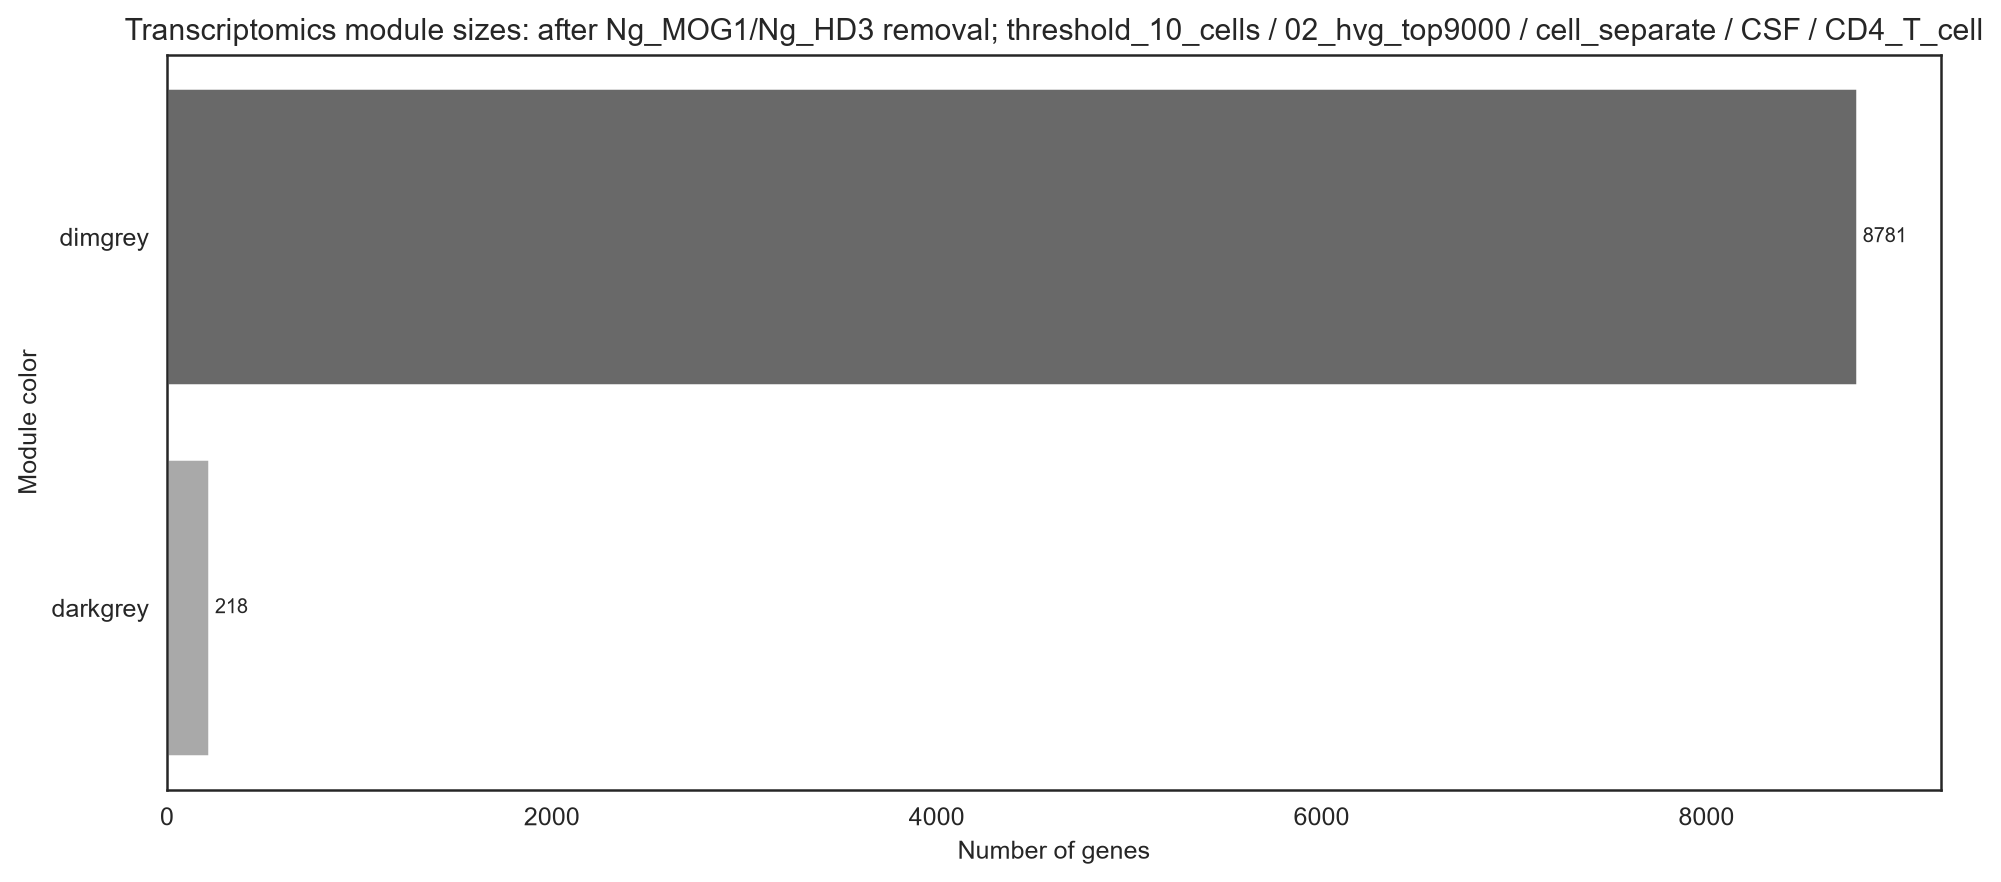 Transcriptomics module sizes: after Ng_MOG1/Ng_HD3 removal; threshold_10_cells / 02_hvg_top9000 / cell_separate / CSF / CD4_T_cell
dimgrey
8781
Module color
darkgrey
218
0 2000 4000 6000 8000
Number of genes